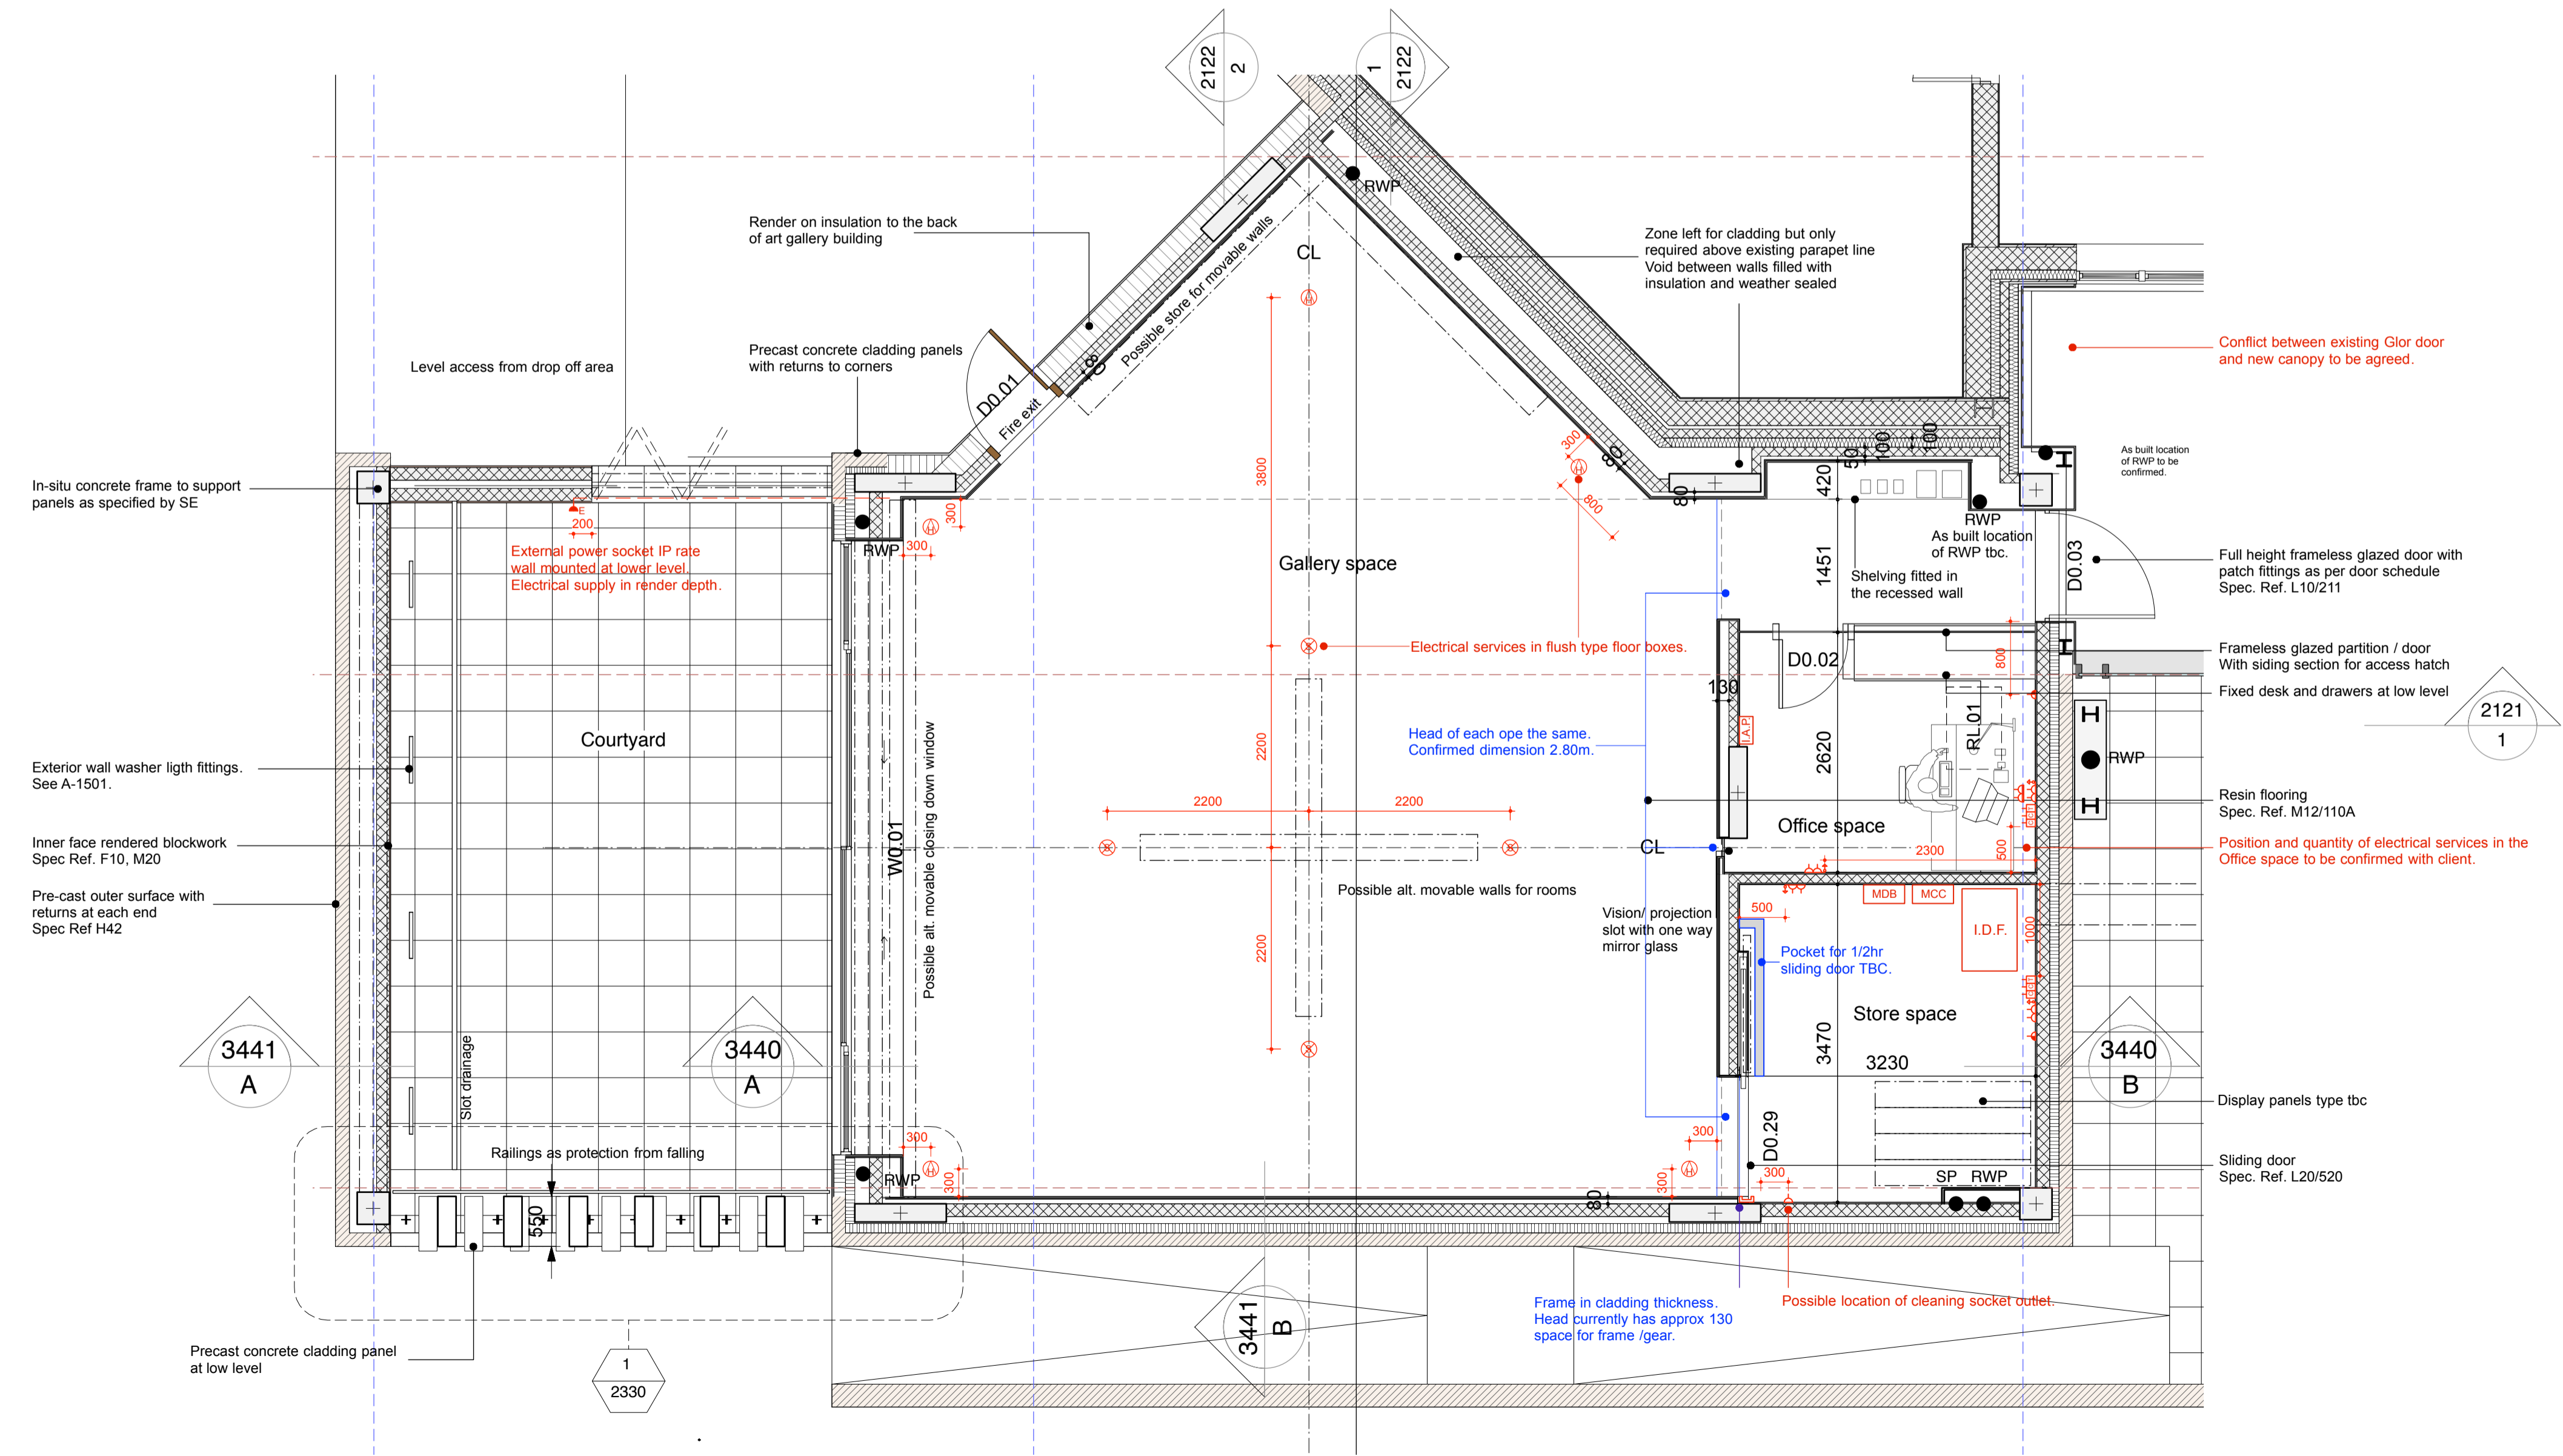 2122
2
1
2122
RWP
CL
Render on insulation to the back
of art gallery building
Zone left for cladding but only
required above existing parapet line
Void between walls filled with
insulation and weather sealed
Possible store for movable walls
Precast concrete cladding panels
with returns to corners
Level access from drop off area
Conflict between existing Glor door
and new canopy to be agreed.
D0.01
Fire exit
80
3800
300
80
800
80
420
50
100
100
As built location
of RWP to be
confirmed.
In-situ concrete frame to support
panels as specified by SE
E
200
External power socket IP rate
wall mounted at lower level.
Electrical supply in render depth.
RWP
300
300
Gallery space
RWP
As built location
of RWP tbc.
1451
Shelving fitted in
the recessed wall
D0.03
Full height frameless glazed door with
patch fittings as per door schedule
Spec. Ref. L10/211
Electrical services in flush type floor boxes.
D0.02
800
Frameless glazed partition / door
With siding section for access hatch
Fixed desk and drawers at low level
130
I.A.P.
RL.01
2121
1
Courtyard
Head of each ope the same.
Confirmed dimension 2.80m.
2200
2620
RWP
Exterior wall washer ligth fittings.
See A-1501.
2200
2200
Resin flooring
Spec. Ref. M12/110A
W0.01
Possible alt. movable closing down window
Office space
CL
2300
500
Position and quantity of electrical services in the
Office space to be confirmed with client.
Inner face rendered blockwork
Spec Ref. F10, M20
Possible alt. movable walls for rooms
MDB
MCC
Pre-cast outer surface with
returns at each end
Spec Ref H42
Vision/ projection
slot with one way
mirror glass
500
I.D.F.
1000
2200
Pocket for 1/2hr
sliding door TBC.
Store space
3441
A
3440
A
3470
3230
3440
B
Slot drainage
Display panels type tbc
Railings as protection from falling
300
300
RWP
300
300
D0.29
300
SP
RWP
Sliding door
Spec. Ref. L20/520
550
80
Frame in cladding thickness.
Head currently has approx 130
space for frame /gear.
Possible location of cleaning socket outlet.
3441
B
Precast concrete cladding panel
at low level
1
2330